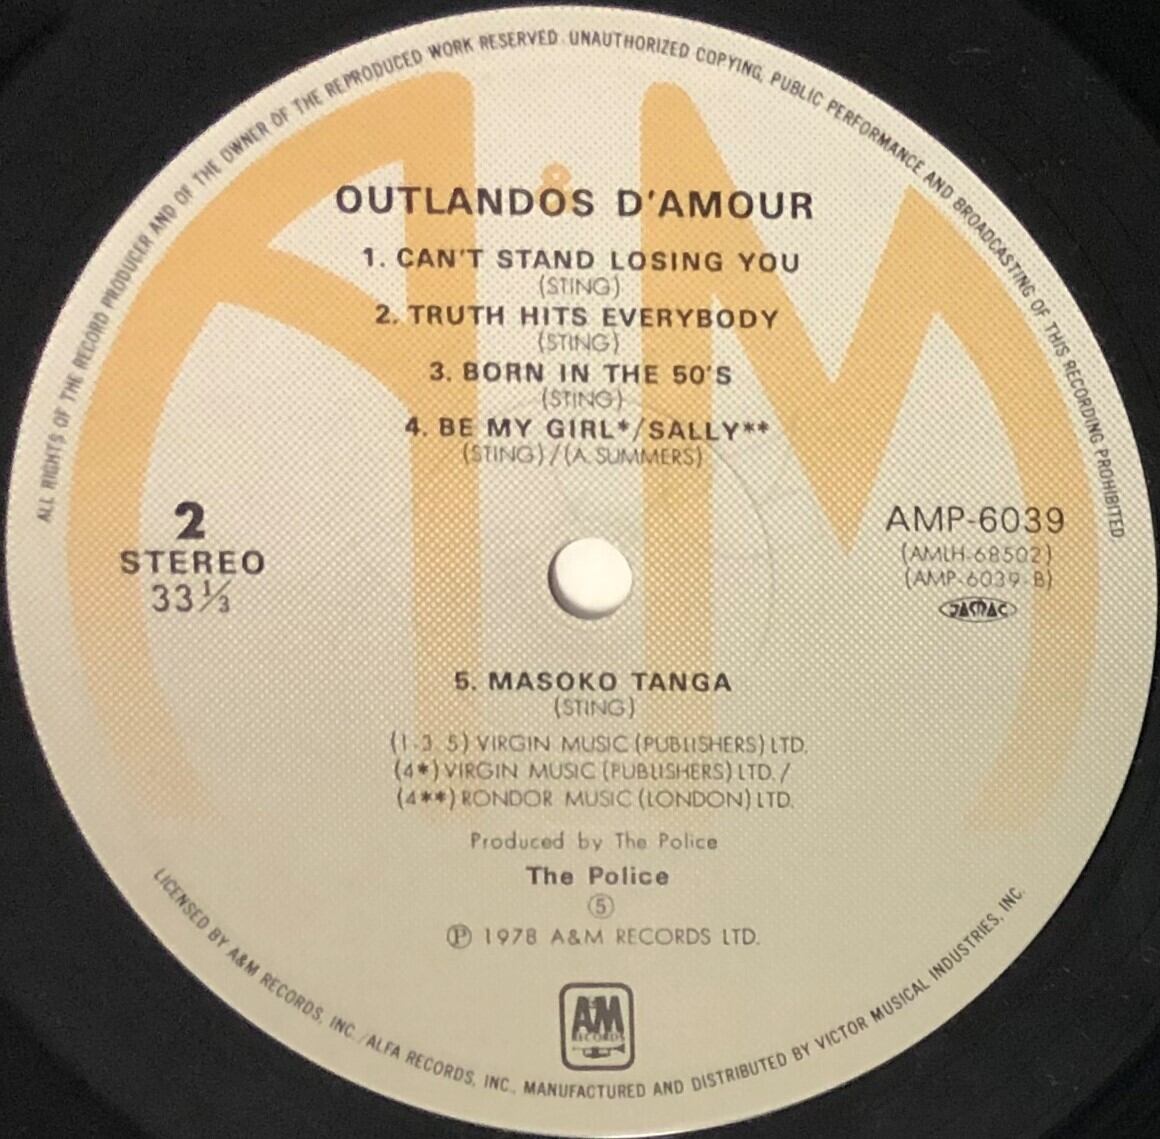 ALL RIGHTS OF THE RECORD PRODUCER AND OF THE OWNER OF THE REPRODUCED WORK RESERVED UNAUTHORIZED COPYING, PUBLIC PERFORMANCE AND BROADCASTING OF THIS RECORDING PROHIBITED
OUTLANDOS D'AMOUR
1. CAN'T STAND LOSING YOU
(STING)
2. TRUTH HITS EVERYBODY
(STING)
3. BORN IN THE 50'S
(STING)
4. BE MY GIRL*/SALLY**
(STING)/(A. SUMMERS)
2
STEREO
33 1/3
AMP-6039
(AMLH-68502)
(AMP-6039-B)
JAMAC
5. MASOKO TANGA
(STING)
(1-3, 5) VIRGIN MUSIC (PUBLISHERS) LTD.
(4*) VIRGIN MUSIC (PUBLISHERS) LTD./
(4**) RONDOR MUSIC (LONDON) LTD.
Produced by The Police
The Police
⑤
℗ 1978 A&M RECORDS LTD.
A&M
RECORDS
LICENSED BY A&M RECORDS, INC./ALFA RECORDS, INC., MANUFACTURED AND DISTRIBUTED BY VICTOR MUSICAL INDUSTRIES, INC.